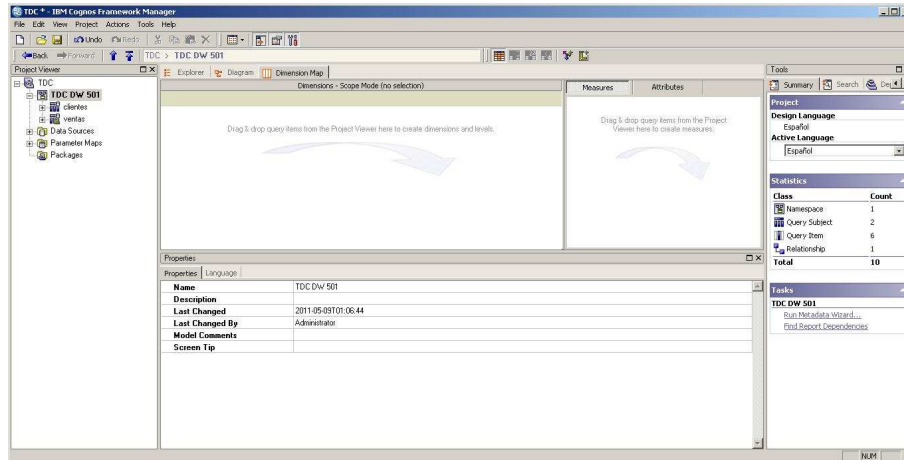 TDC * - IBM Cognos Framework Manager
File Edit View Project Actions Tools Help
Undo Redo
Back Forward TDC > TDC DW 501
Project Viewer
TDC
TDC DW 501
clientes
ventas
Data Sources
Parameter Maps
Packages
Explorer Diagram Dimension Map
Dimensions - Scope Mode (no selection)
Drag & drop query items from the Project Viewer here to create dimensions and levels.
Measures Attributes
Drag & drop query items from the Project
Viewer here to create measures.
Properties
Properties Language
Name TDC DW 501
Description
Last Changed 2011-05-09T01:06:44
Last Changed By Administrator
Model Comments
Screen Tip
Tools
Summary Search
Project
Design Language
Español
Active Language
Español
Statistics
Class Count
Namespace 1
Query Subject 2
Query Item 6
Relationship 1
Total 10
Tasks
TDC DW 501
Run Metadata Wizard...
Find Report Dependencies
NUM